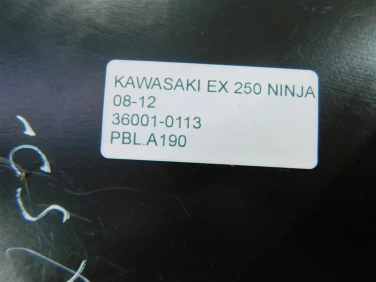 KAWASAKI EX 250 NINJA
08-12
36001-0113
PBL.A190